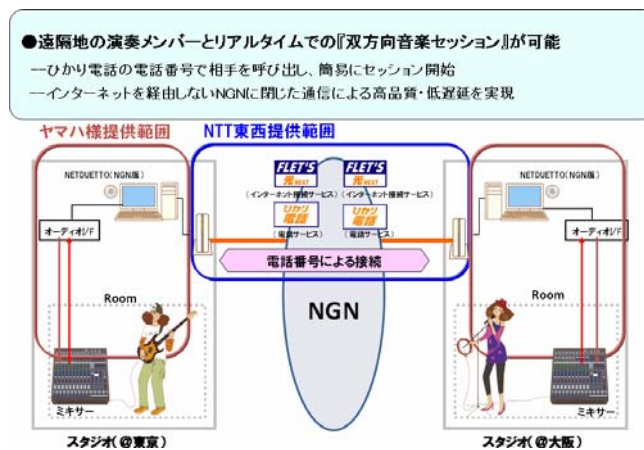 ●遠隔地の演奏メンバーとリアルタイムでの『双方向音楽セッション』が可能
--ひかり電話の電話番号で相手を呼び出し、簡易にセッション開始
--インターネットを経由しないNGNに閉じた通信による高品質・低遅延を実現
ヤマハ様提供範囲
NTT東西提供範囲
NETDUETTO(NGN版)
オーディオI/F
Room
ミキサー
スタジオ(@東京)
FLET'S 光 NEXT
FLET'S 光 NEXT
(インターネット接続サービス)
(インターネット接続サービス)
ひかり電話
ひかり電話
(電話サービス)
(電話サービス)
電話番号による接続
NGN
NETDUETTO(NGN版)
オーディオI/F
Room
ミキサー
スタジオ(@大阪)